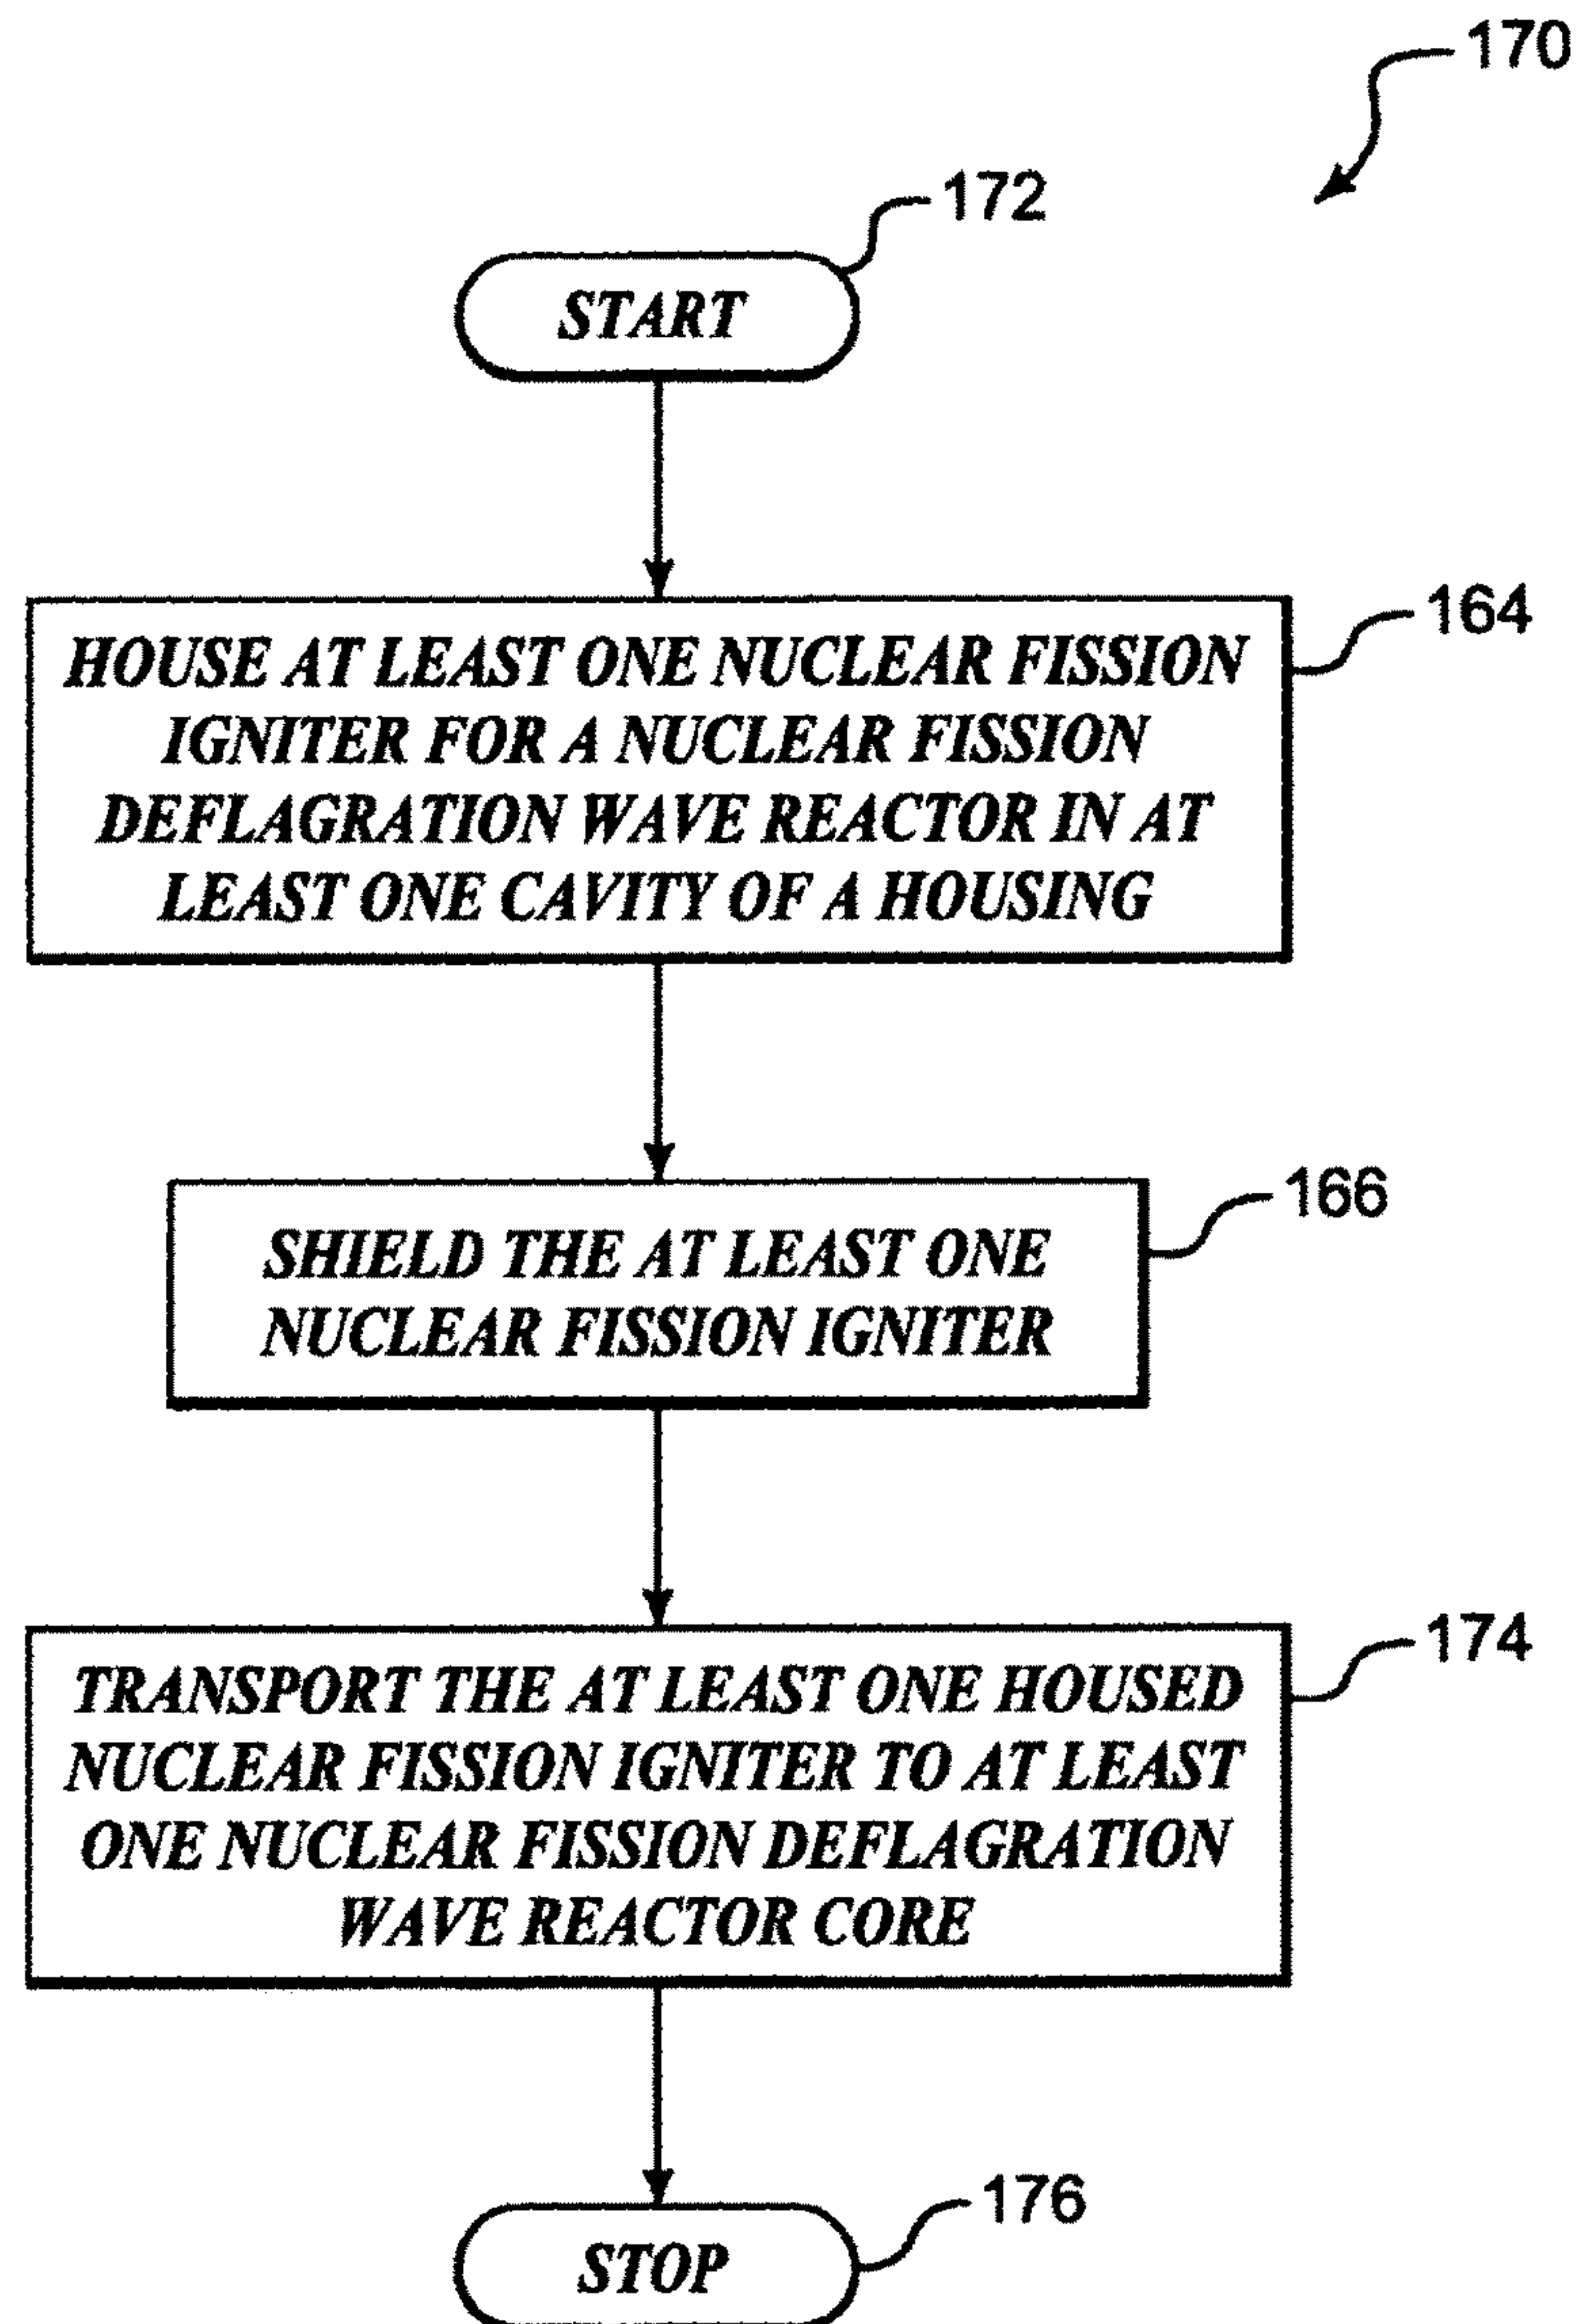 170
172
START
164
HOUSE AT LEAST ONE NUCLEAR FISSION
IGNITER FOR A NUCLEAR FISSION
DEFLAGRATION WAVE REACTOR IN AT
LEAST ONE CAVITY OF A HOUSING
166
SHIELD THE AT LEAST ONE
NUCLEAR FISSION IGNITER
174
TRANSPORT THE AT LEAST ONE HOUSED
NUCLEAR FISSION IGNITER TO AT LEAST
ONE NUCLEAR FISSION DEFLAGRATION
WAVE REACTOR CORE
176
STOP